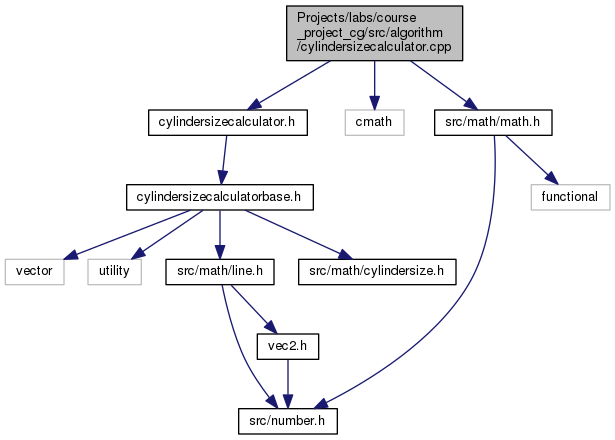 Projects/labs/course
_project_cg/src/algorithm
/cylindersizecalculator.cpp
cylindersizecalculator.h
cmath
src/math/math.h
cylindersizecalculatorbase.h
functional
vector
utility
src/math/line.h
src/math/cylindersize.h
vec2.h
src/number.h